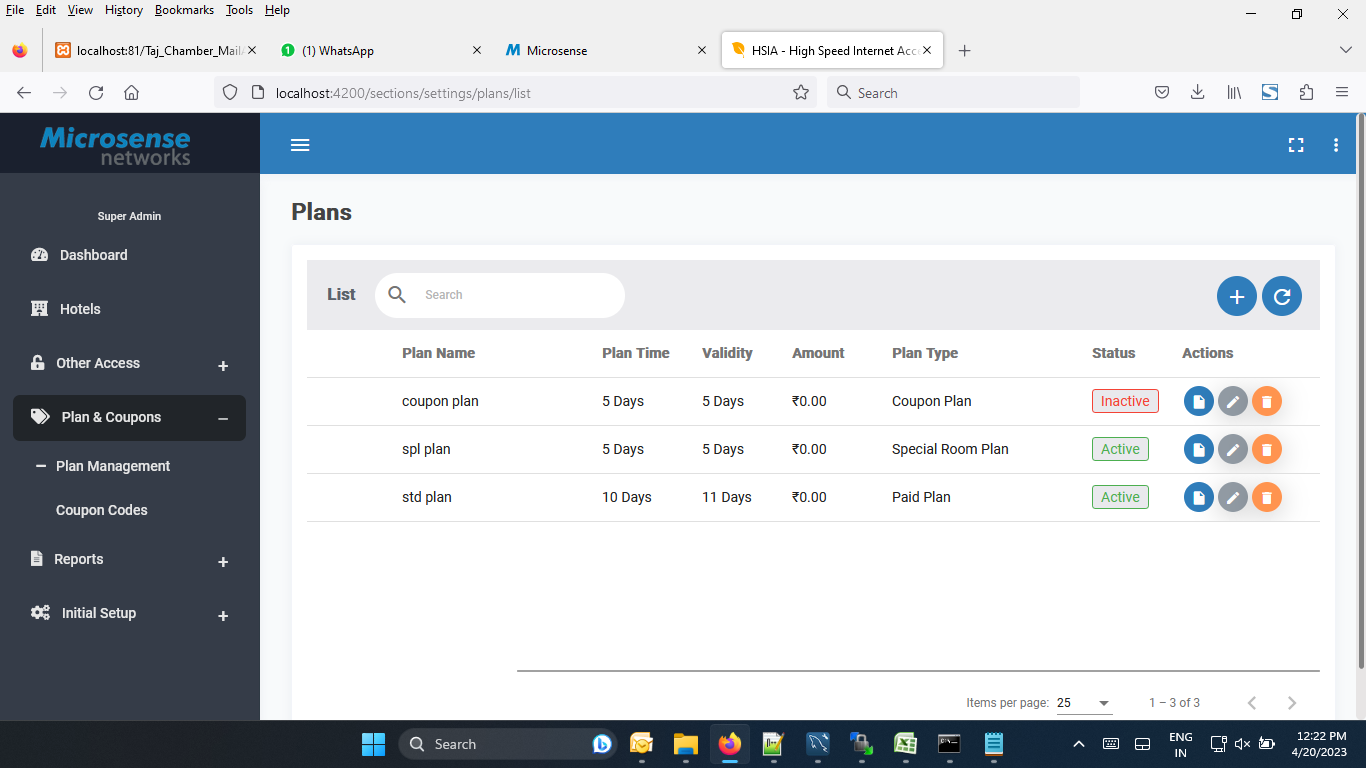 File Edit View History Bookmarks Tools Help
localhost:81/Taj_Chamber_Mail
(1) WhatsApp
Microsense
HSIA - High Speed Internet Acc
localhost:4200/sections/settings/plans/list
Search
Microsense
networks
Super Admin
Dashboard
Hotels
Other Access
Plan & Coupons
Plan Management
Coupon Codes
Reports
Initial Setup
Plans
List
Search
Plan Name Plan Time Validity Amount Plan Type Status Actions
coupon plan 5 Days 5 Days ₹0.00 Coupon Plan Inactive
spl plan 5 Days 5 Days ₹0.00 Special Room Plan Active
std plan 10 Days 11 Days ₹0.00 Paid Plan Active
Items per page: 25 1 – 3 of 3
Search
ENG
IN
12:22 PM
4/20/2023